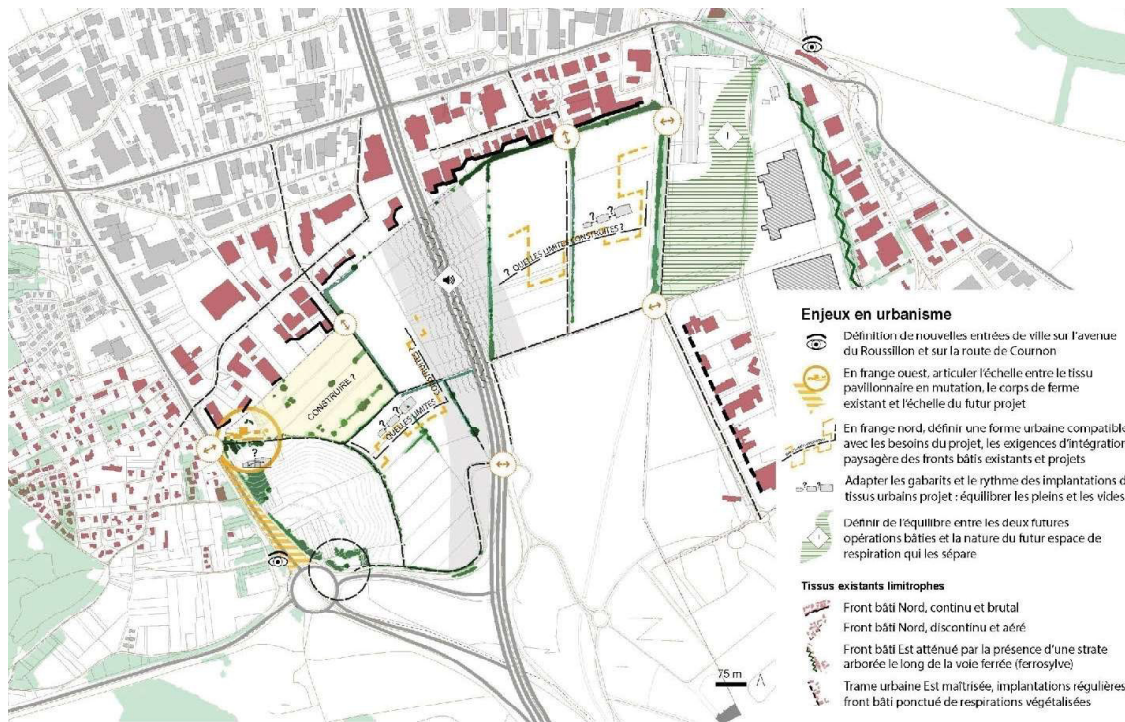 ? QUELLES LIMITES CONSTRUITES ?
CONSTRUIRE ?
QUELLES LIMITES
CONSTRUITES ?
?
75 m
Enjeux en urbanisme
Définition de nouvelles entrées de ville sur l'avenue
du Roussillon et sur la route de Cournon
En frange ouest, articuler l'échelle entre le tissu
pavillonnaire en mutation, le corps de ferme
existant et l'échelle du futur projet
En frange nord, définir une forme urbaine compatible
avec les besoins du projet, les exigences d'intégration
paysagère des fronts bâtis existants et projets
Adapter les gabarits et le rythme des implantations d
tissus urbains projet : équilibrer les pleins et les vides
Définir de l'équilibre entre les deux futures
opérations bâties et la nature du futur espace de
respiration qui les sépare
Tissus existants limitrophes
Front bâti Nord, continu et brutal
Front bâti Nord, discontinu et aéré
Front bâti Est atténué par la présence d'une strate
arborée le long de la voie ferrée (ferrosylve)
Trame urbaine Est maîtrisée, implantations régulières
front bâti ponctué de respirations végétalisées